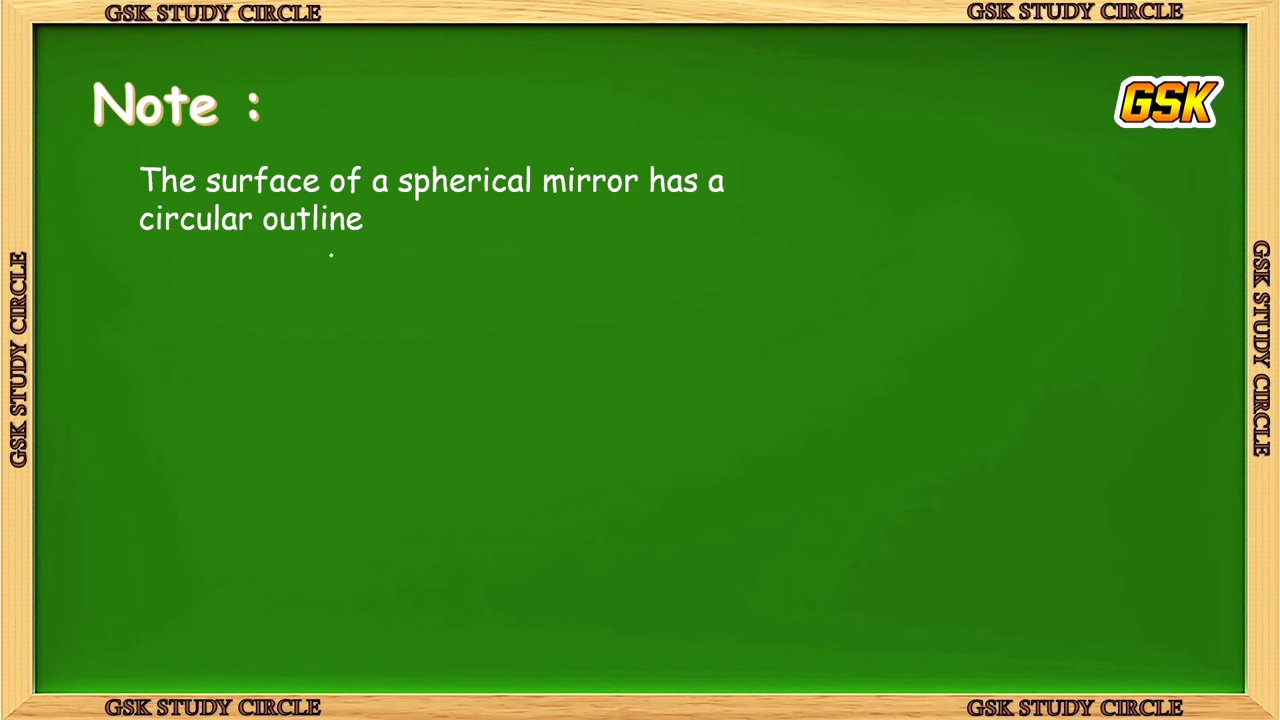 GSK STUDY CIRCLE
GSK STUDY CIRCLE
Note :
GSK
The surface of a spherical mirror has a
circular outline
.
GSK STUDY CIRCLE
GSK STUDY CIRCLE
GSK STUDY CIRCLE
GSK STUDY CIRCLE